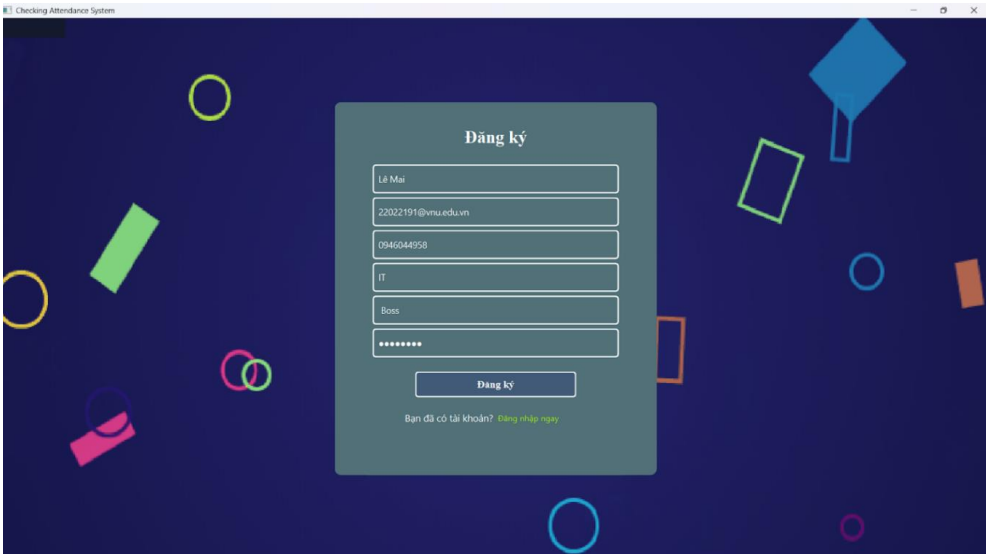 Checking Attendance System
Đăng ký
Lê Mai
22022191@vnu.edu.vn
0946044958
IT
Boss
••••••••
Đăng ký
Bạn đã có tài khoản? Đăng nhập ngay